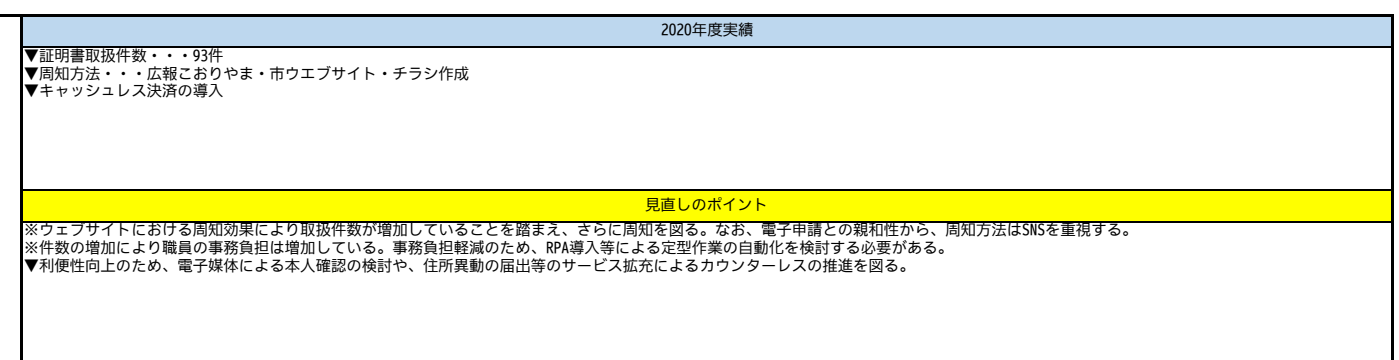 2020年度実績
▼証明書取扱件数・・・93件
▼周知方法・・・広報こおりやま・市ウエブサイト・チラシ作成
▼キャッシュレス決済の導入
見直しのポイント
※ウェブサイトにおける周知効果により取扱件数が増加していることを踏まえ、さらに周知を図る。なお、電子申請との親和性から、周知方法はSNSを重視する。
※件数の増加により職員の事務負担は増加している。事務負担軽減のため、RPA導入等による定型作業の自動化を検討する必要がある。
▼利便性向上のため、電子媒体による本人確認の検討や、住所異動の届出等のサービス拡充によるカウンターレスの推進を図る。